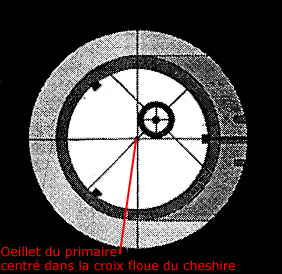 Oeillet du primaire
centré dans la croix floue du cheshire